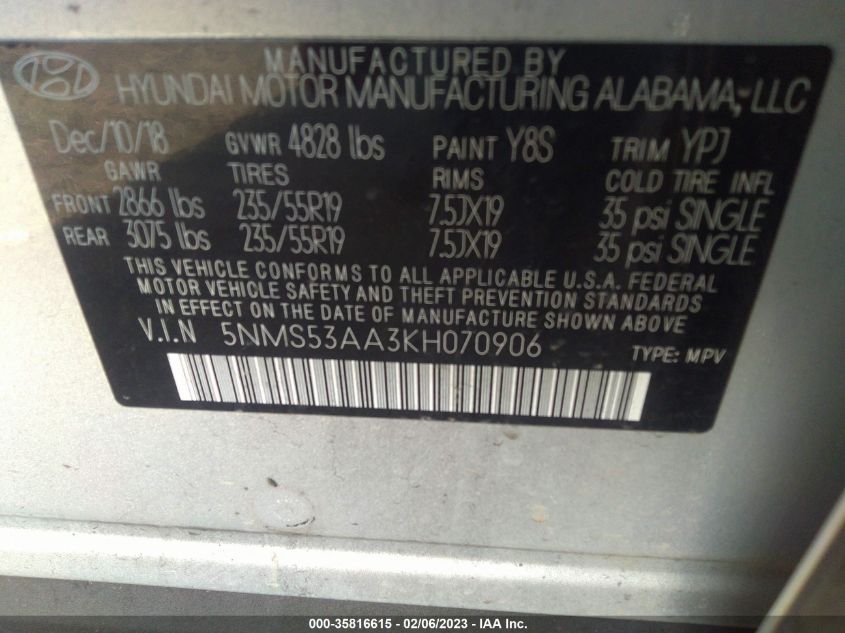 MANUFACTURED BY
HYUNDAI MOTOR MANUFACTURING ALABAMA, LLC
Dec/10/18 GVWR 4828 lbs PAINT Y8S TRIM YPJ
GAWR TIRES RIMS COLD TIRE INFL
FRONT 2866 lbs 235/55R19 7.5JX19 35 psi SINGLE
REAR 3075 lbs 235/55R19 7.5JX19 35 psi SINGLE
THIS VEHICLE CONFORMS TO ALL APPLICABLE U.S.A. FEDERAL
MOTOR VEHICLE SAFETY AND THEFT PREVENTION STANDARDS
IN EFFECT ON THE DATE OF MANUFACTURE SHOWN ABOVE
V.I.N 5NMS53AA3KH070906 TYPE: MPV
000-35816615 - 02/06/2023 - IAA Inc.